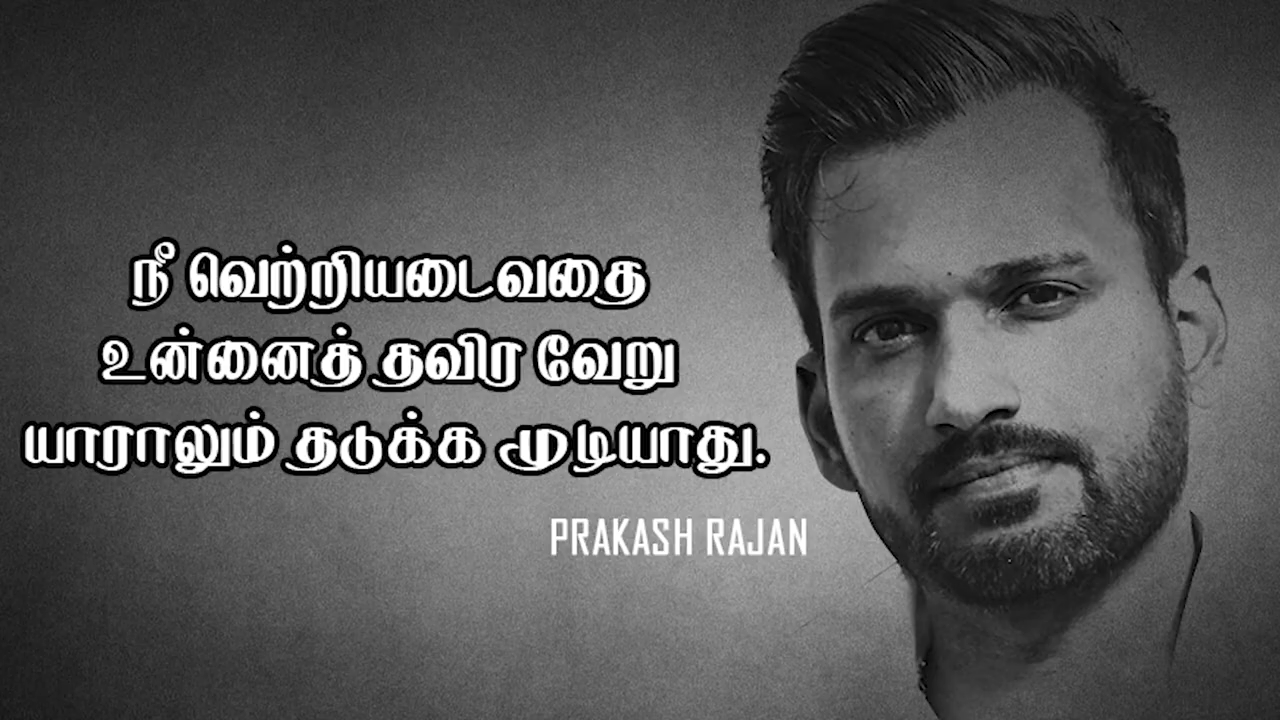 நீ வெற்றியடைவதை
உன்னைத் தவிர வேறு
யாராலும் தடுக்க முடியாது.
PRAKASH RAJAN